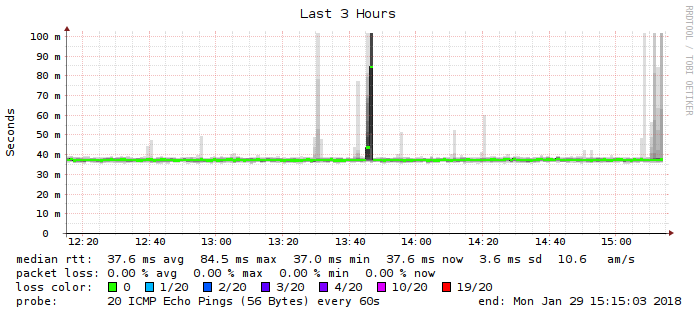 Last 3 Hours
RRDTOOL / TOBI OETIKER
Seconds
100 m
90 m
80 m
70 m
60 m
50 m
40 m
30 m
20 m
10 m
0
12:20 12:40 13:00 13:20 13:40 14:00 14:20 14:40 15:00
median rtt: 37.6 ms avg 84.5 ms max 37.0 ms min 37.6 ms now 3.6 ms sd 10.6 am/s
packet loss: 0.00 % avg 0.00 % max 0.00 % min 0.00 % now
loss color: 0 1/20 2/20 3/20 4/20 10/20 19/20
probe: 20 ICMP Echo Pings (56 Bytes) every 60s end: Mon Jan 29 15:15:03 2018